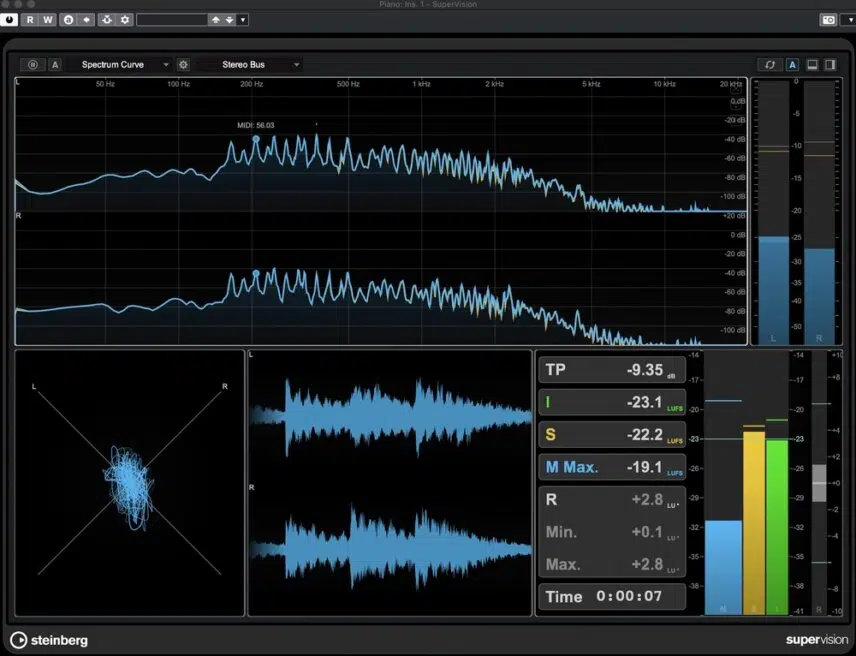 Piano: Ins. 1 - SuperVision
R W
A Spectrum Curve Stereo Bus A
L 50 Hz 100 Hz 200 Hz 500 Hz 1 kHz 2 kHz 5 kHz 10 kHz 20 kHz
0 dB
-20 dB
MIDI: 56.03
-40 dB
-60 dB
-80 dB
-100 dB
R +20 dB
0 dB
-20 dB
-40 dB
-60 dB
-80 dB
-100 dB
0
-5
-10
-15
-20
-25
-30
-35
-40
-50
L R
L R
L
R
TP -9.35 dB
I -23.1 LUFS
S -22.2 LUFS
M Max. -19.1 LUFS
R +2.8 LU
Min. +0.1 LU
Max. +2.8 LU
Time 0:00:07
-14 -14 +10
-17 -17 +8
-20 -20
-23 -23 +2
-26 -26 +0
-29 -29 -2
-32 -32 -4
-35 -35
-38 -38 -8
-41 -10
M S I R
steinberg
supervision